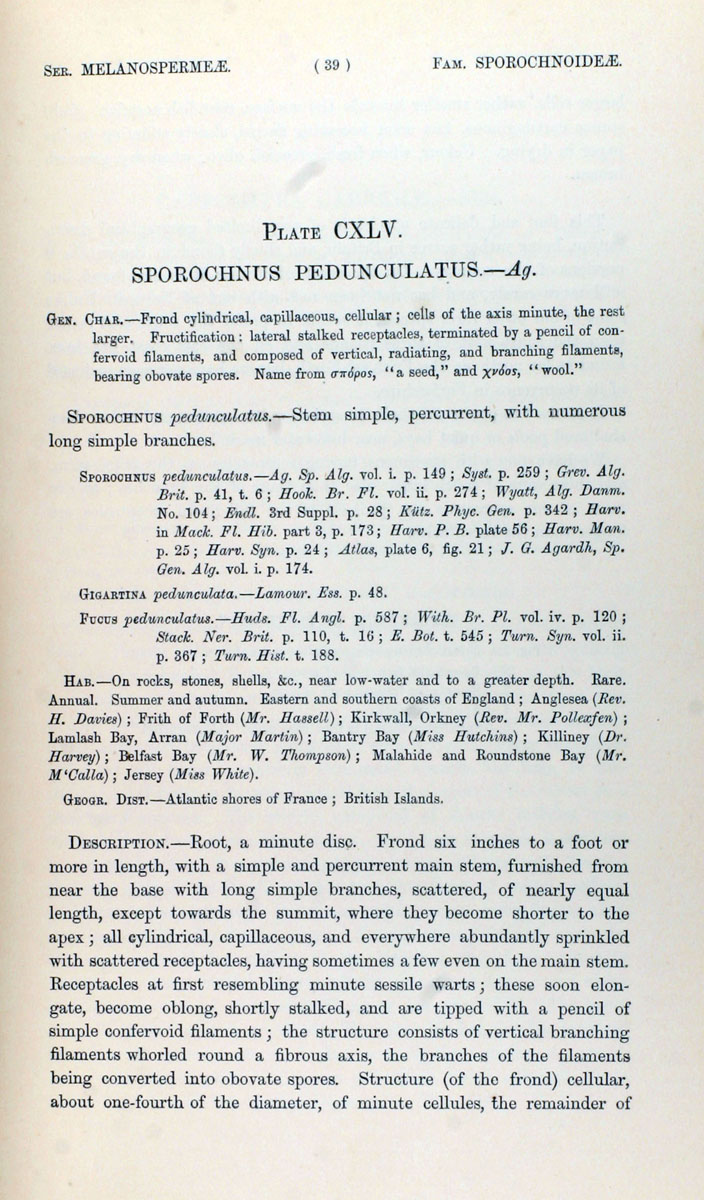 Ser. MELANOSPERMEÆ. ( 39 ) Fam. SPOROCHNOIDEÆ.
Plate CXLV.
SPOROCHNUS PEDUNCULATUS.—Ag.
Gen. Char.—Frond cylindrical, capillaceous, cellular ; cells of the axis minute, the rest
larger. Fructification : lateral stalked receptacles, terminated by a pencil of con-
fervoid filaments, and composed of vertical, radiating, and branching filaments,
bearing obovate spores. Name from σπόρος, “a seed,” and χνόος, “wool.”
Sporochnus pedunculatus.—Stem simple, percurrent, with numerous
long simple branches.
Sporochnus pedunculatus.—Ag. Sp. Alg. vol. i. p. 149 ; Syst. p. 259 ; Grev. Alg.
Brit. p. 41, t. 6 ; Hook. Br. Fl. vol. ii. p. 274 ; Wyatt, Alg. Danm.
No. 104 ; Endl. 3rd Suppl. p. 28 ; Kütz. Phyc. Gen. p. 342 ; Harv.
in Mack. Fl. Hib. part 3, p. 173 ; Harv. P. B. plate 56 ; Harv. Man.
p. 25 ; Harv. Syn. p. 24 ; Atlas, plate 6, fig. 21 ; J. G. Agardh, Sp.
Gen. Alg. vol. i. p. 174.
Gigartina pedunculata.—Lamour. Ess. p. 48.
Fucus pedunculatus.—Huds. Fl. Angl. p. 587 ; With. Br. Pl. vol. iv. p. 120 ;
Stack. Ner. Brit. p. 110, t. 16 ; E. Bot. t. 545 ; Turn. Syn. vol. ii.
p. 367 ; Turn. Hist. t. 188.
Hab.—On rocks, stones, shells, &c., near low-water and to a greater depth. Rare.
Annual. Summer and autumn. Eastern and southern coasts of England ; Anglesea (Rev.
H. Davies) ; Frith of Forth (Mr. Hassell) ; Kirkwall, Orkney (Rev. Mr. Pollexfen) ;
Lamlash Bay, Arran (Major Martin) ; Bantry Bay (Miss Hutchins) ; Killiney (Dr.
Harvey) ; Belfast Bay (Mr. W. Thompson) ; Malahide and Roundstone Bay (Mr.
M‘Calla) ; Jersey (Miss White).
Geogr. Dist.—Atlantic shores of France ; British Islands.
Description.—Root, a minute disc. Frond six inches to a foot or
more in length, with a simple and percurrent main stem, furnished from
near the base with long simple branches, scattered, of nearly equal
length, except towards the summit, where they become shorter to the
apex ; all cylindrical, capillaceous, and everywhere abundantly sprinkled
with scattered receptacles, having sometimes a few even on the main stem.
Receptacles at first resembling minute sessile warts ; these soon elon-
gate, become oblong, shortly stalked, and are tipped with a pencil of
simple confervoid filaments ; the structure consists of vertical branching
filaments whorled round a fibrous axis, the branches of the filaments
being converted into obovate spores. Structure (of the frond) cellular,
about one-fourth of the diameter, of minute cellules, the remainder of